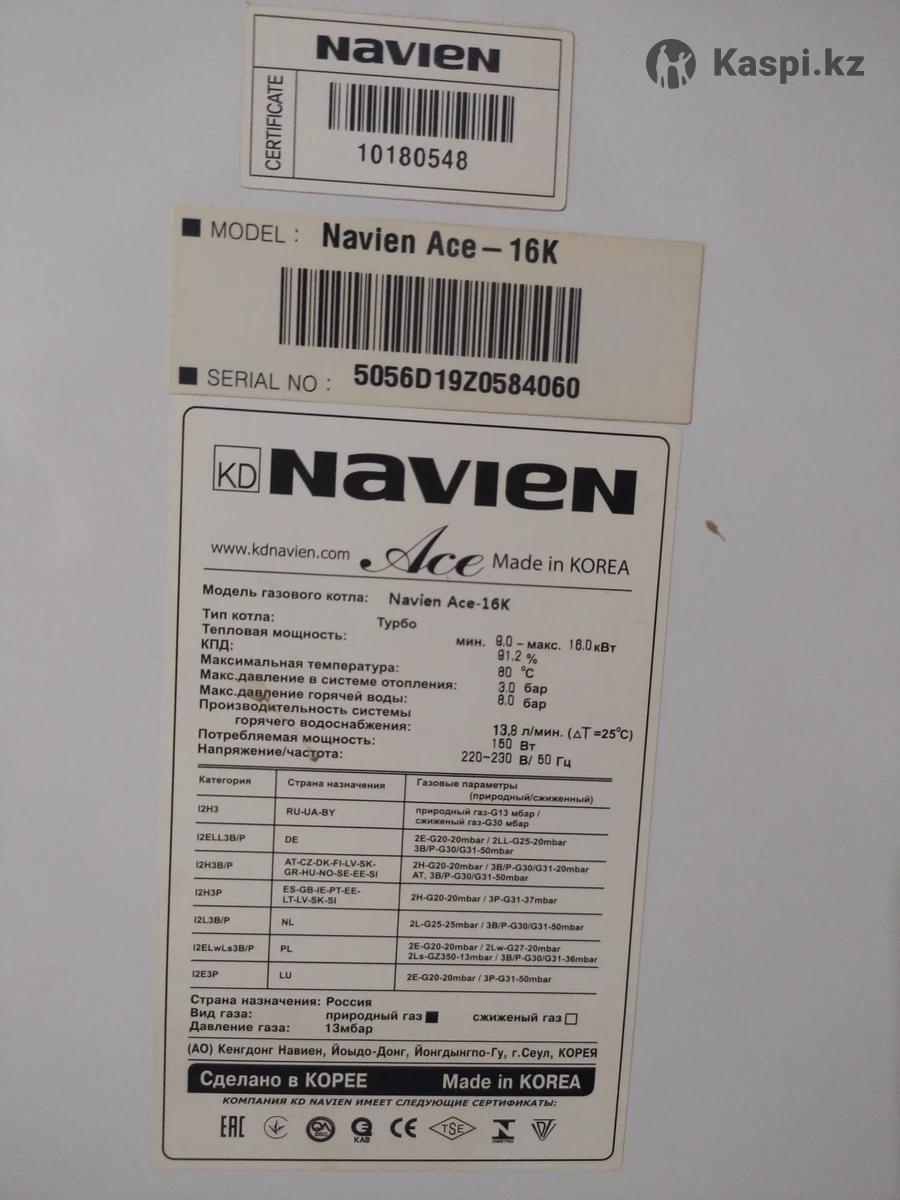 Kaspi.kz
NAVIEN
CERTIFICATE
10180548
MODEL : Navien Ace – 16K
SERIAL NO : 5056D19Z0584060
KD NAVIEN
www.kdnavien.com Ace Made in KOREA
Модель газового котла: Navien Ace-16K
Тип котла: Турбо
Тепловая мощность: мин. 9.0 – макс. 16.0 кВт
КПД: 91.2 %
Максимальная температура: 80 °C
Макс.давление в системе отопления: 3.0 бар
Макс.давление горячей воды: 8.0 бар
Производительность системы
горячего водоснабжения: 13,8 л/мин. (△T =25°C)
Потребляемая мощность: 150 Вт
Напряжение/частота: 220~230 В/ 50 Гц
Категория Страна назначения Газовые параметры
(природный/сжиженный)
I2H3 RU-UA-BY природный газ-G13 мбар /
сжиженый газ-G30 мбар
I2ELL3B/P DE 2E-G20-20mbar / 2LL-G25-20mbar
3B/P-G30/G31-50mbar
I2H3B/P AT-CZ-DK-FI-LV-SK- 2H-G20-20mbar / 3B/P-G30/G31-20mbar
GR-HU-NO-SE-EE-SI AT, 3B/P-G30/G31-50mbar
I2H3P ES-GB-IE-PT-EE- 2H-G20-20mbar / 3P-G31-37mbar
LT-LV-SK-SI
I2L3B/P NL 2L-G25-25mbar / 3B/P-G30/G31-50mbar
I2ELwLs3B/P PL 2E-G20-20mbar / 2Lw-G27-20mbar
2Ls-GZ350-13mbar / 3B/P-G30/G31-36mbar
I2E3P LU 2E-G20-20mbar / 3P-G31-50mbar
Страна назначения: Россия
Вид газа: природный газ ■ сжиженый газ □
Давление газа: 13мбар
(АО) Кенгдонг Навиен, Йоыдо-Донг, Йонгдынгпо-Гу, г.Сеул, КОРЕЯ
Сделано в КОРЕЕ Made in KOREA
КОМПАНИЯ KD NAVIEN ИМЕЕТ СЛЕДУЮЩИЕ СЕРТИФИКАТЫ:
EAC KAB CE TSE